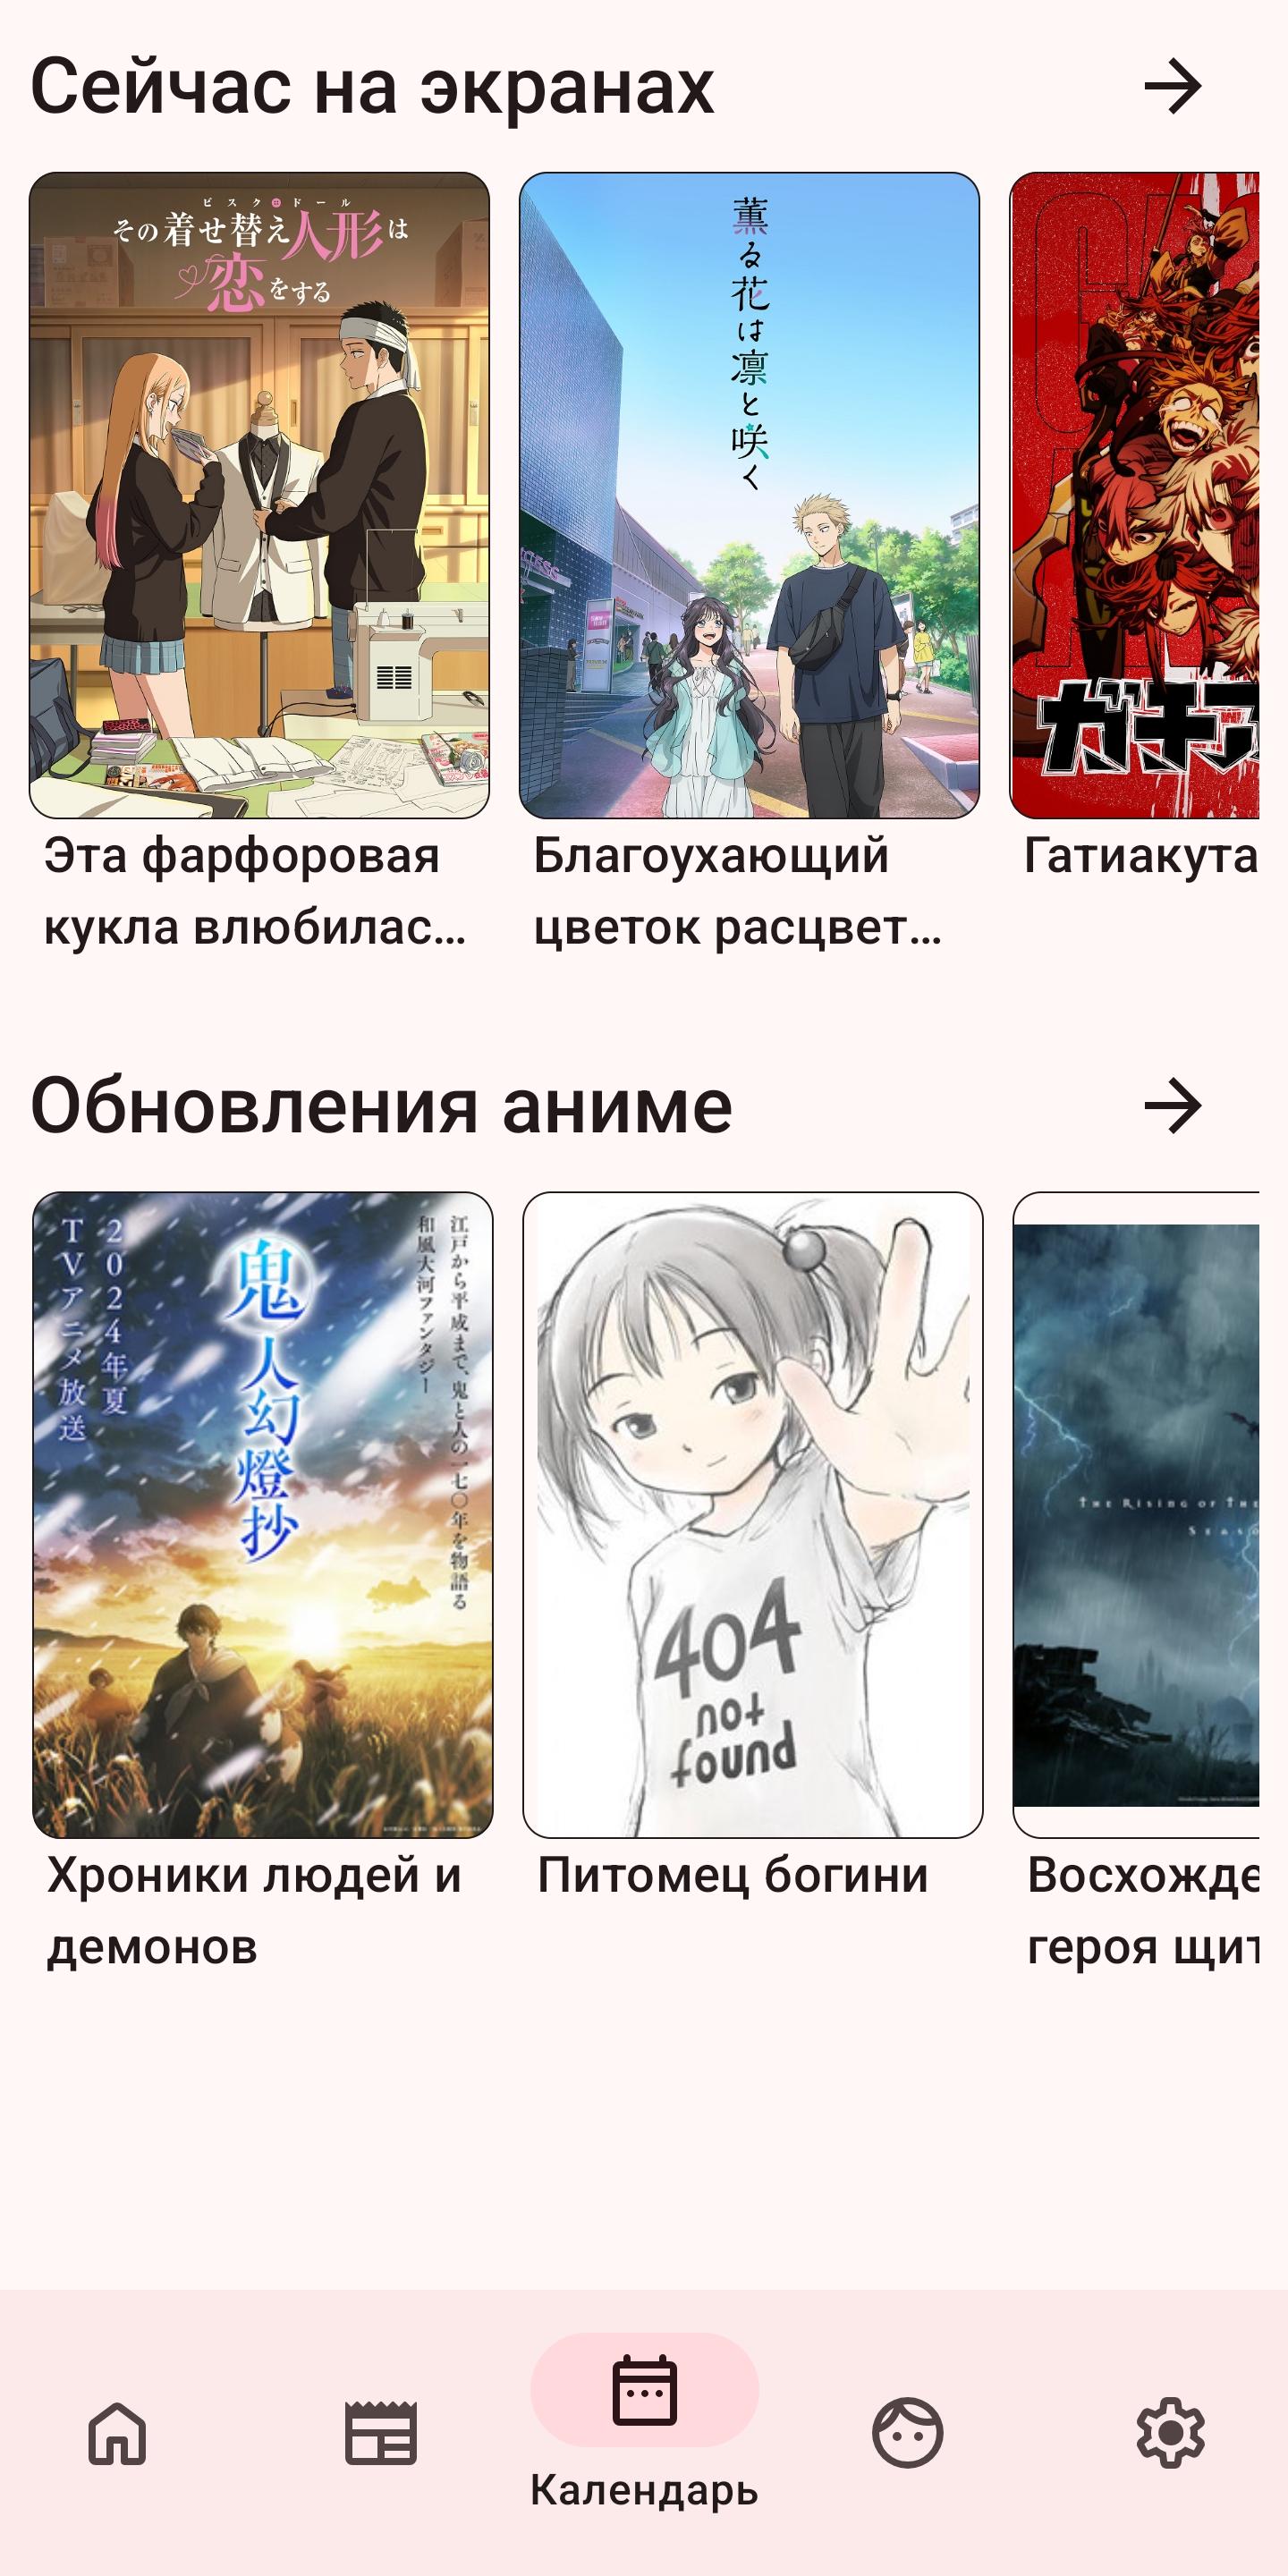 Сейчас на экранах
ビスクドール
その着せ替え人形は
恋をする
薫る花は凛と咲く
ガチア
Эта фарфоровая
кукла влюбилас...
Благоухающий
цветок расцвет...
Гатиакута
Обновления аниме
江戸から平成まで、鬼と人の一七〇年を物語る
和風大河ファンタジー
鬼人幻燈抄
2024年夏
TVアニメ放送
404
not
found
The Rising of the
Seaso
Хроники людей и
демонов
Питомец богини
Восхожде
героя щит
Календарь